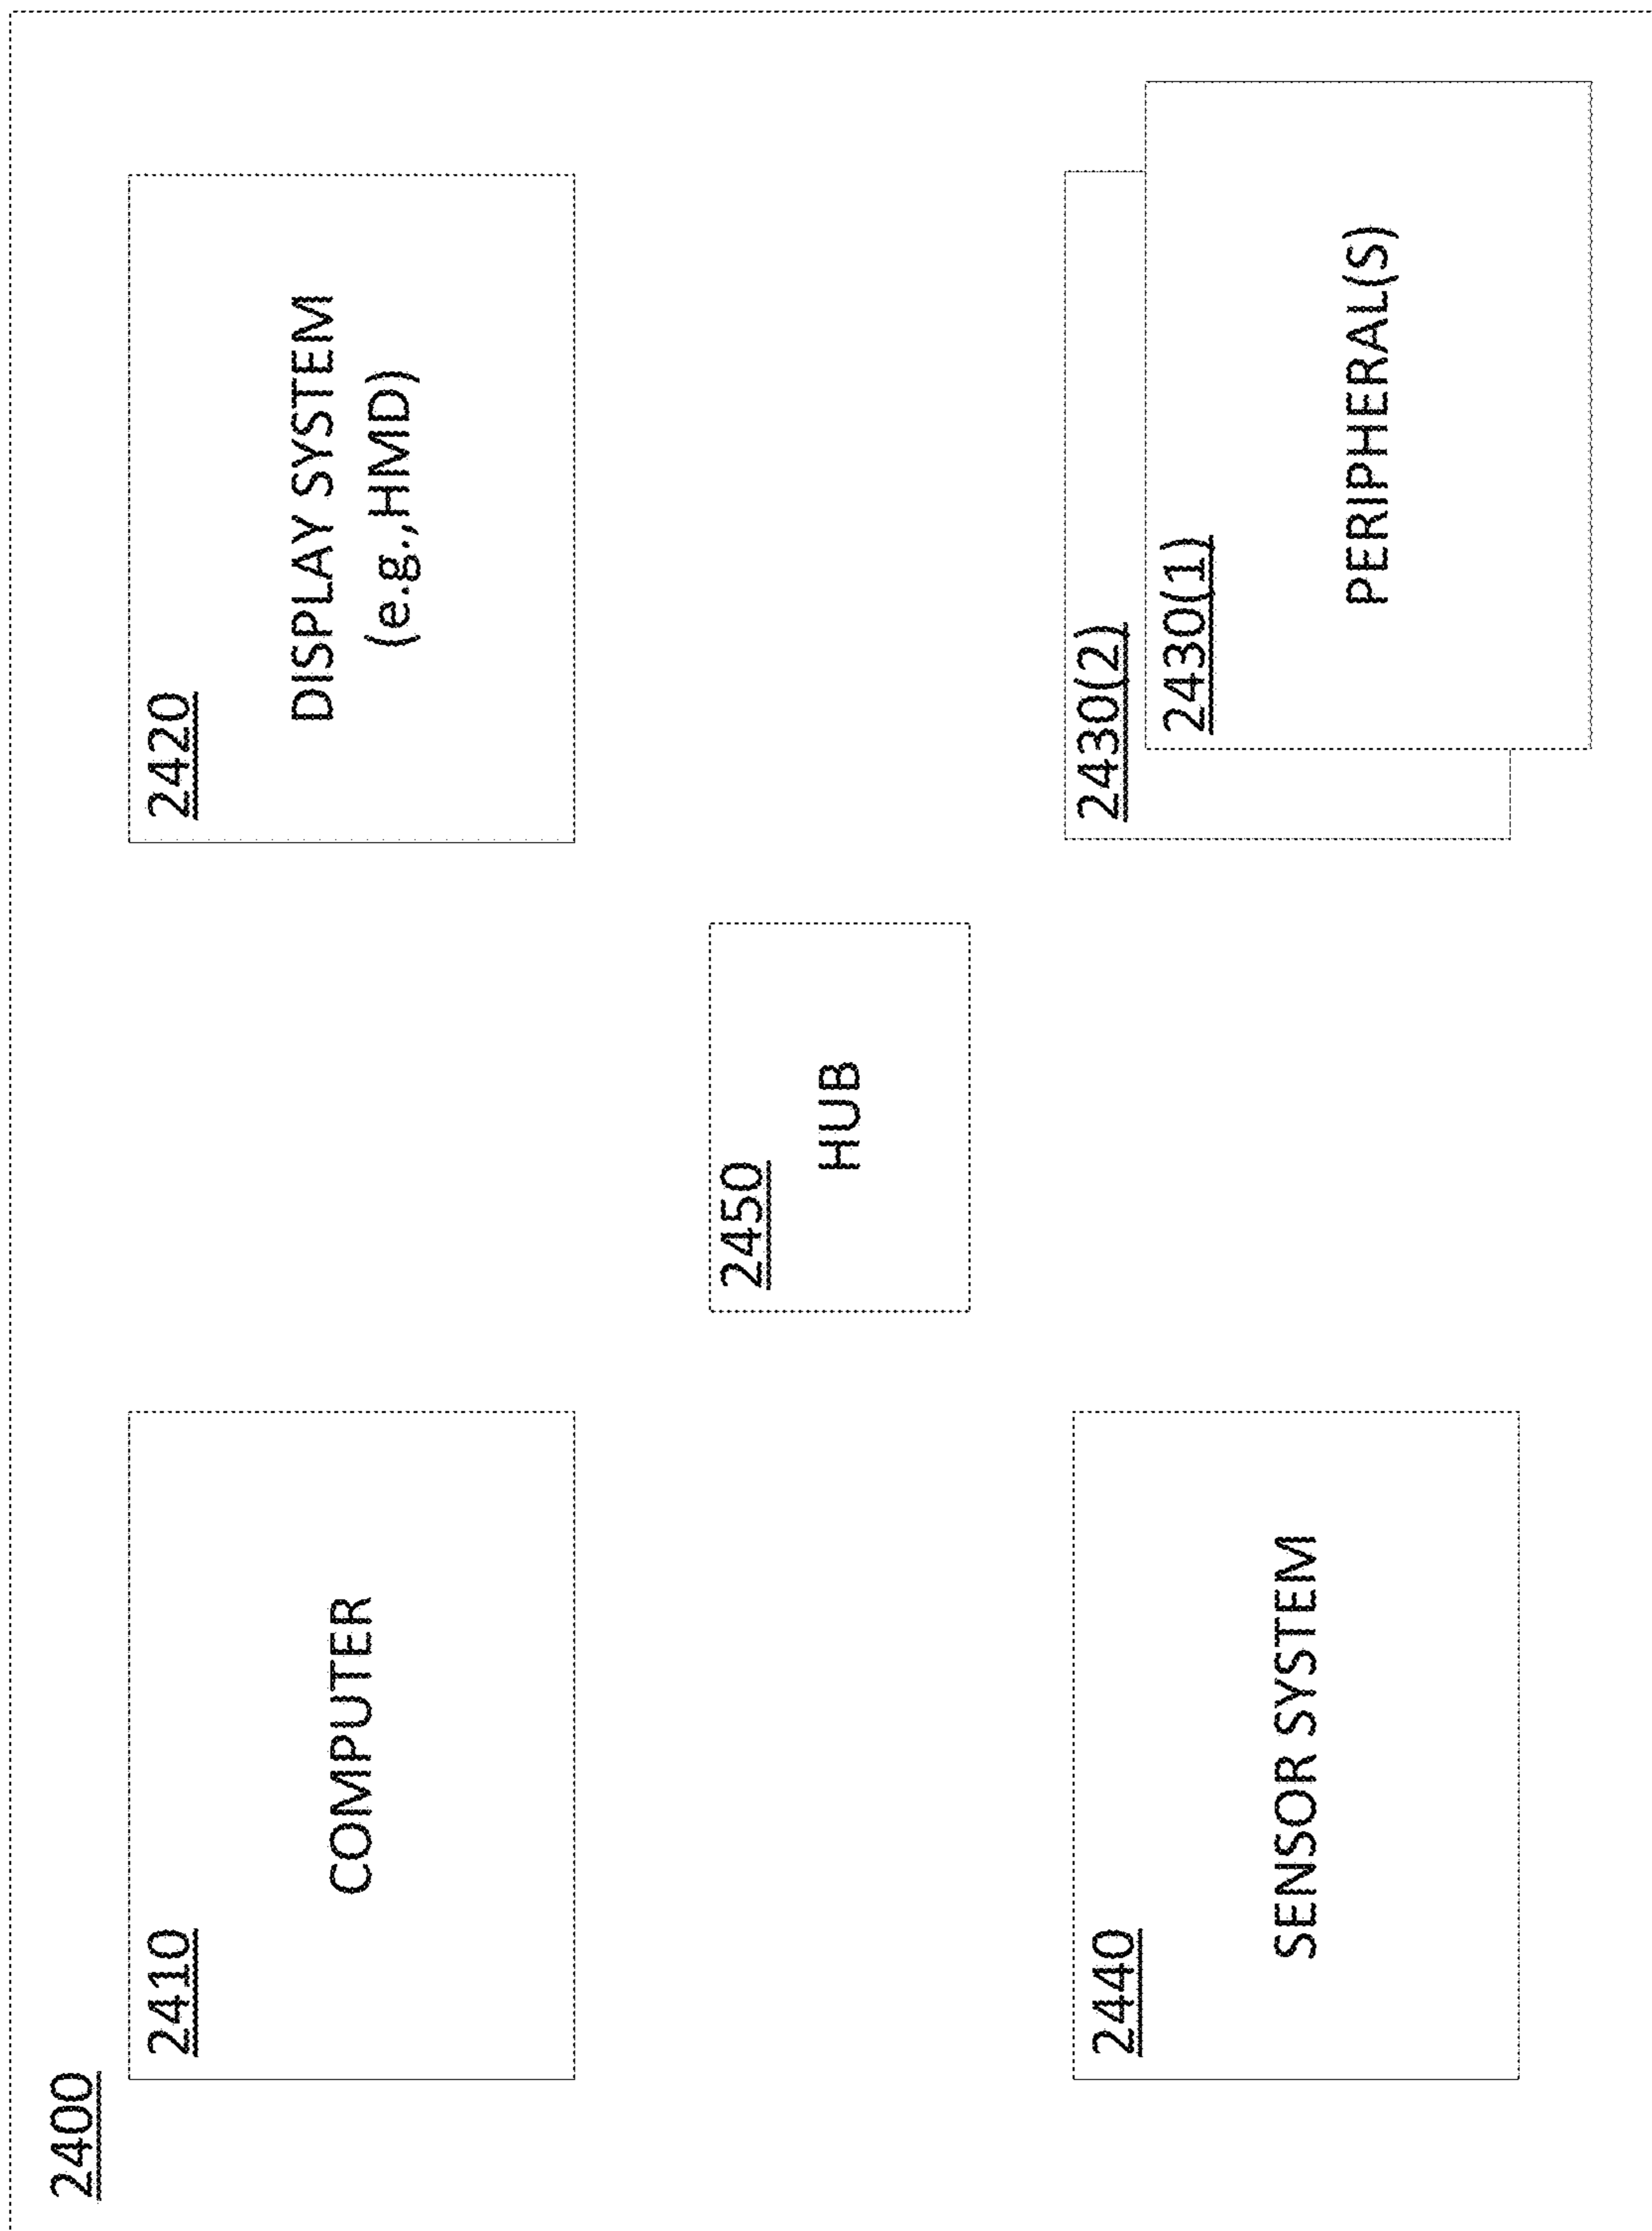 2400
2410
COMPUTER
2420
DISPLAY SYSTEM
(e.g.,HMD)
2450
HUB
2440
SENSOR SYSTEM
2430(2)
2430(1)
PERIPHERAL(S)